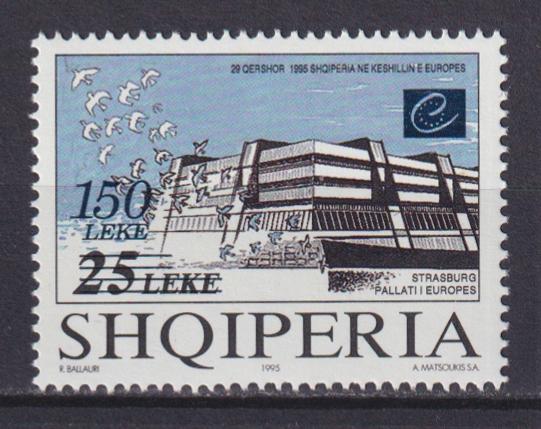 29 QERSHOR 1995 SHQIPERIA NE KESHILLIN E EUROPES
e
150
LEKE
25 LEKE
STRASBURG
PALLATI I EUROPES
SHQIPERIA
R. BALLAURI 1995 A. MATSOUKIS S.A.